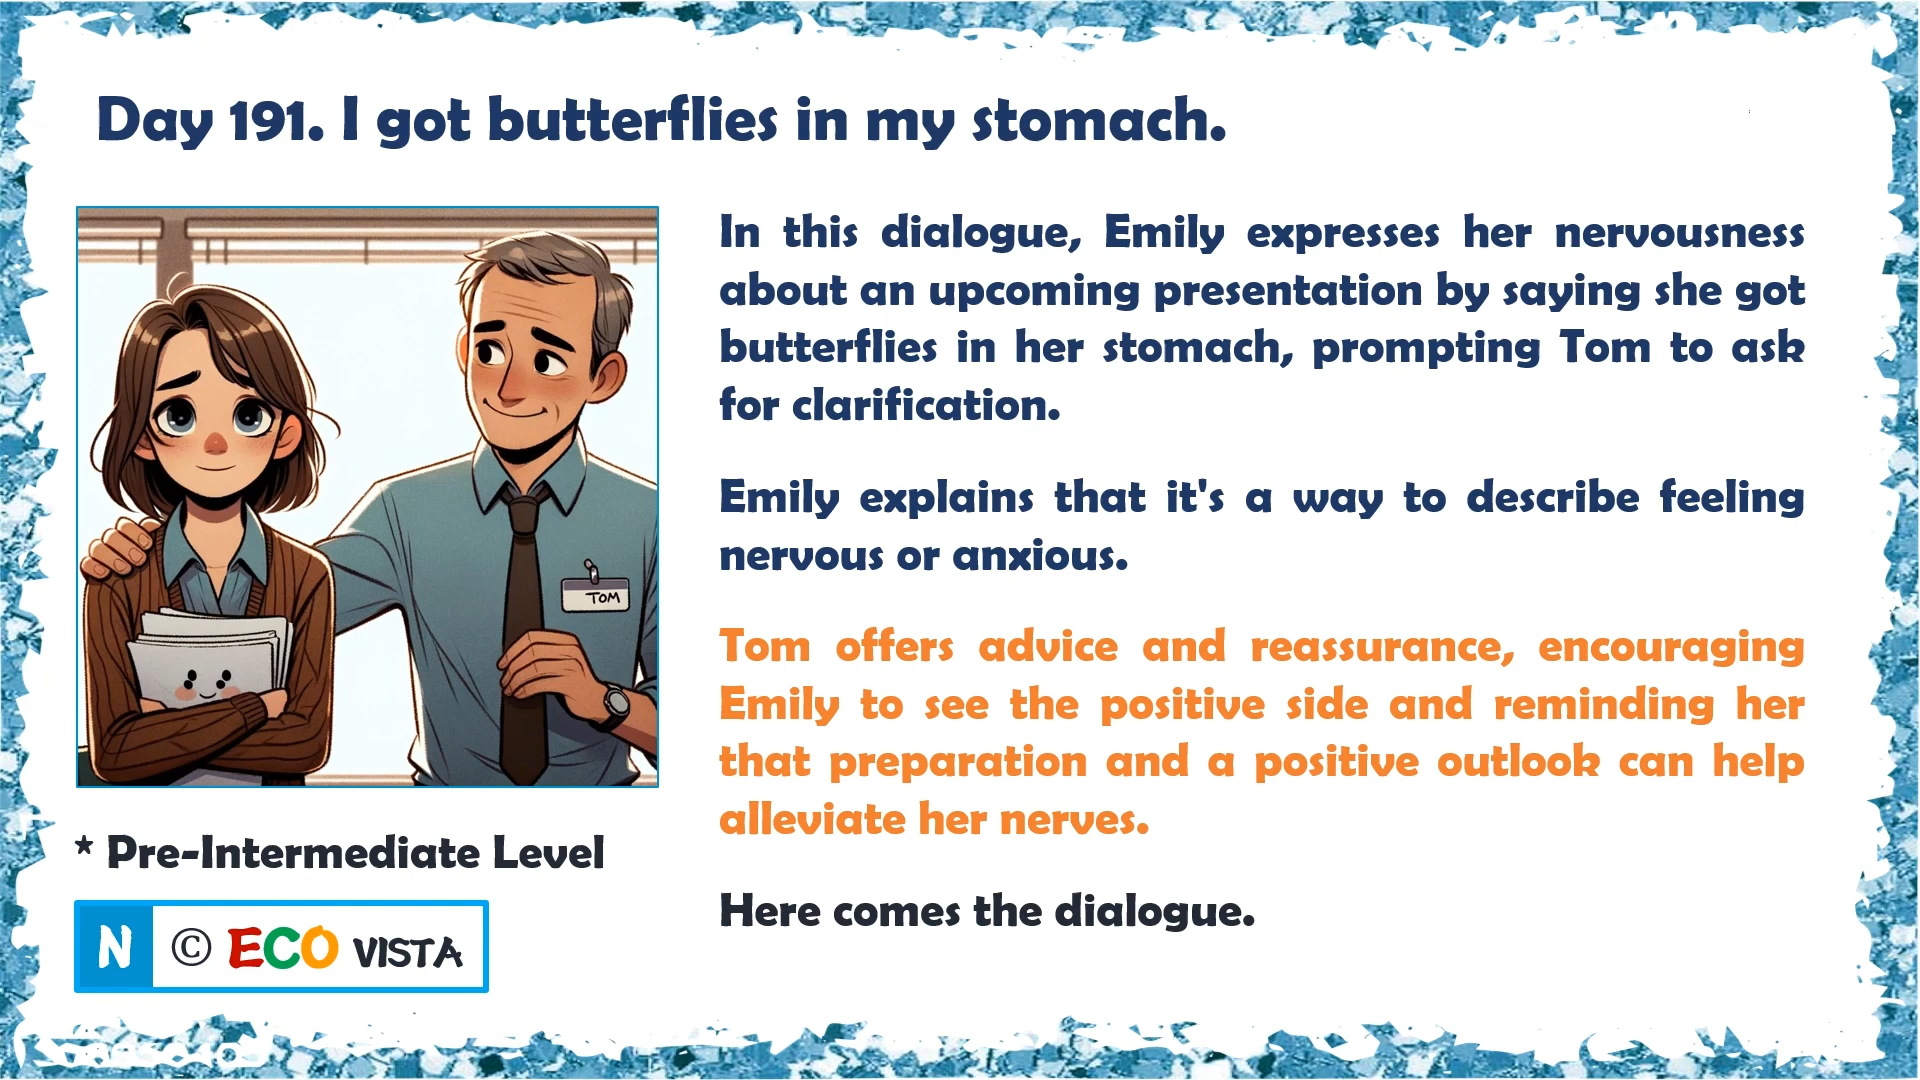 Day 191. I got butterflies in my stomach.
In this dialogue, Emily expresses her nervousness
about an upcoming presentation by saying she got
butterflies in her stomach, prompting Tom to ask
for clarification.
Emily explains that it's a way to describe feeling
nervous or anxious.
Tom offers advice and reassurance, encouraging
Emily to see the positive side and reminding her
that preparation and a positive outlook can help
alleviate her nerves.
Here comes the dialogue.
TOM
* Pre-Intermediate Level
N © ECO VISTA